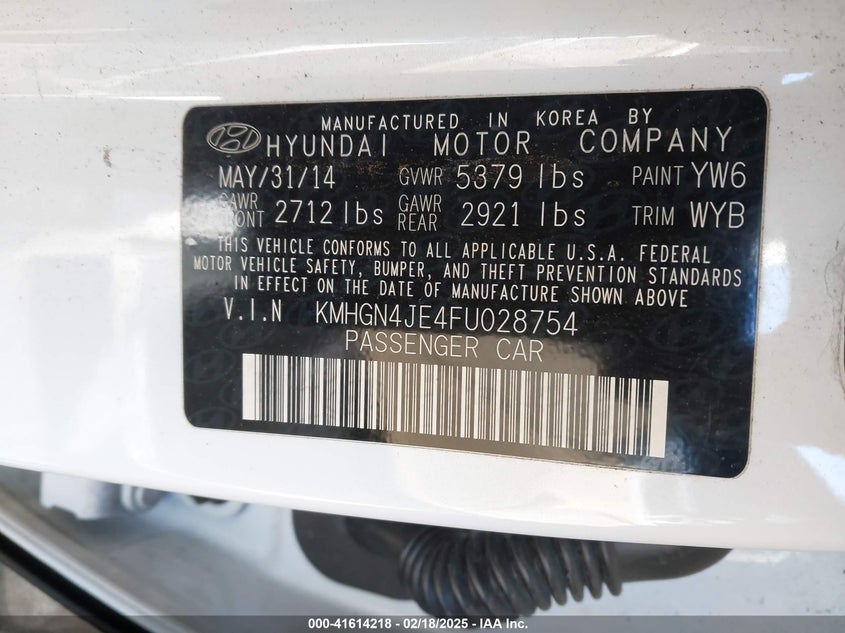 MANUFACTURED IN KOREA BY
HYUNDAI MOTOR COMPANY
MAY/31/14 GVWR 5379 lbs PAINT YW6
GAWR FRONT 2712 lbs GAWR REAR 2921 lbs TRIM WYB
THIS VEHICLE CONFORMS TO ALL APPLICABLE U.S.A. FEDERAL
MOTOR VEHICLE SAFETY, BUMPER, AND THEFT PREVENTION STANDARDS
IN EFFECT ON THE DATE OF MANUFACTURE SHOWN ABOVE
V.I.N KMHGN4JE4FU028754
PASSENGER CAR
000-41614218 - 02/18/2025 - IAA Inc.